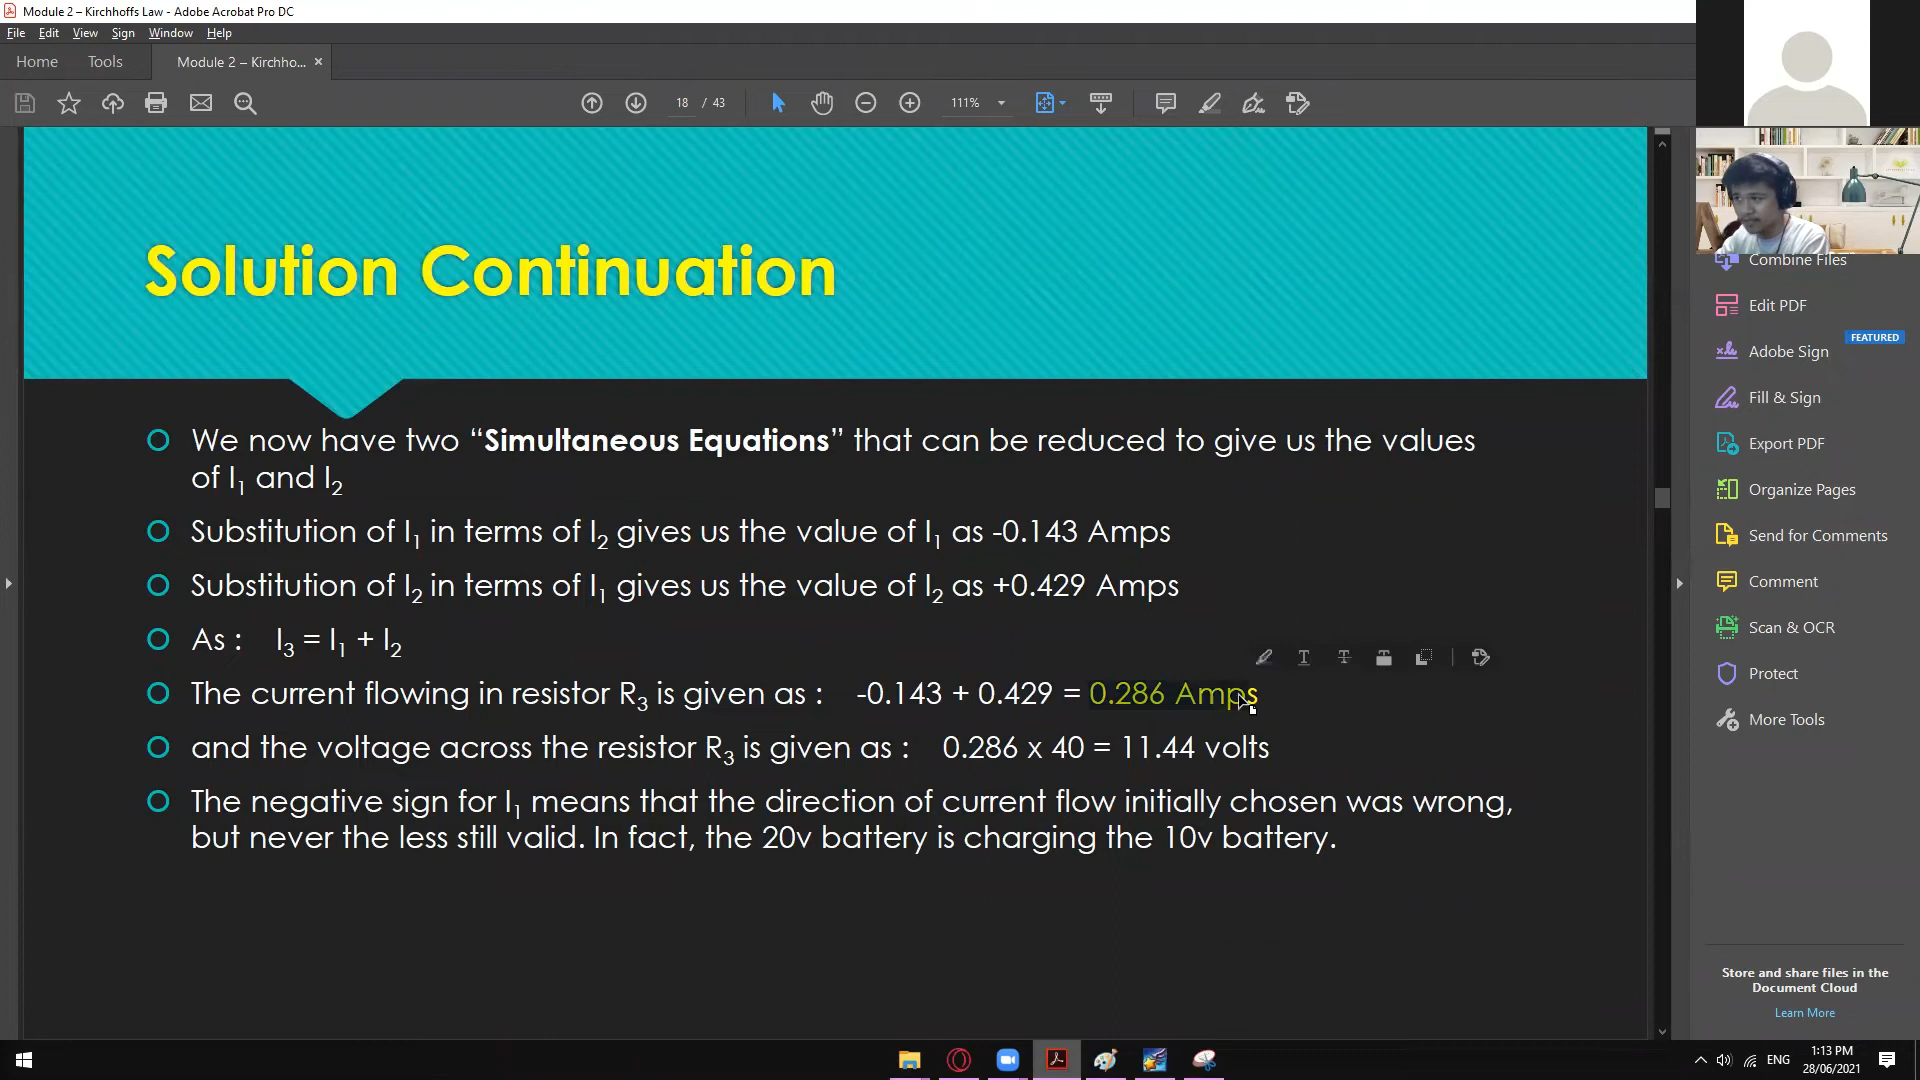 Module 2 – Kirchhoffs Law - Adobe Acrobat Pro DC
File Edit View Sign Window Help
Home Tools Module 2 – Kirchho... ×
18 / 43 111%
Solution Continuation
We now have two “Simultaneous Equations” that can be reduced to give us the values
of I1 and I2
Substitution of I1 in terms of I2 gives us the value of I1 as -0.143 Amps
Substitution of I2 in terms of I1 gives us the value of I2 as +0.429 Amps
As : I3 = I1 + I2
The current flowing in resistor R3 is given as : -0.143 + 0.429 = 0.286 Amps
and the voltage across the resistor R3 is given as : 0.286 x 40 = 11.44 volts
The negative sign for I1 means that the direction of current flow initially chosen was wrong,
but never the less still valid. In fact, the 20v battery is charging the 10v battery.
Combine Files
Edit PDF
FEATURED
Adobe Sign
Fill & Sign
Export PDF
Organize Pages
Send for Comments
Comment
Scan & OCR
Protect
More Tools
Store and share files in the
Document Cloud
Learn More
ENG
1:13 PM
28/06/2021